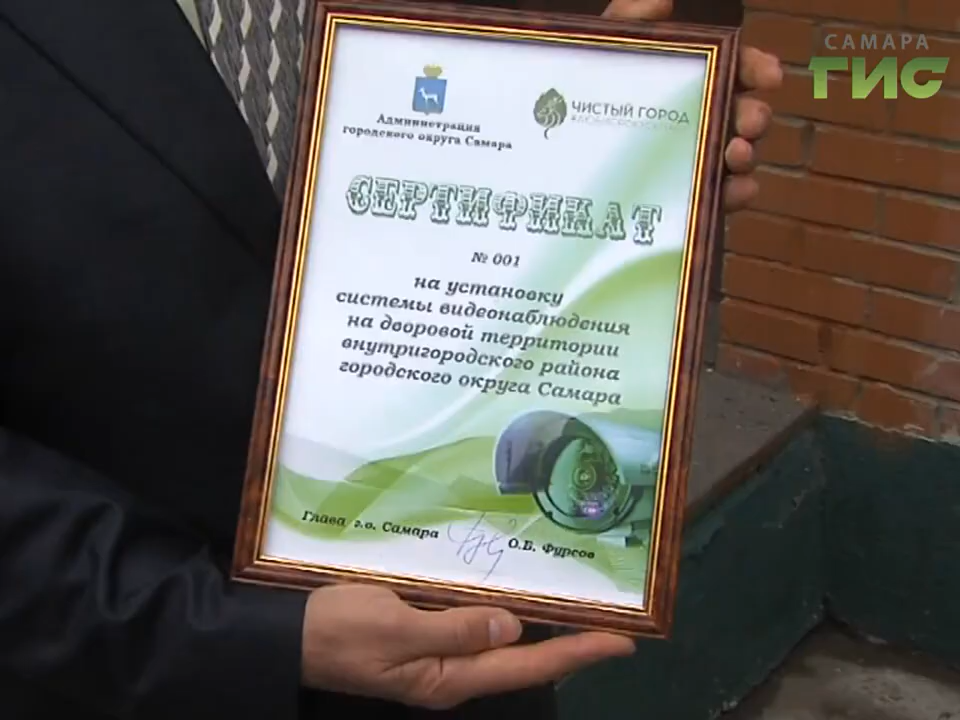 САМАРА
ГИС
Администрация
городского округа Самара
ЧИСТЫЙ ГОРОД
СЕРТИФИКАТ
№ 001
на установку
системы видеонаблюдения
на дворовой территории
внутригородского района
городского округа Самара
Глава г.о. Самара
О.Б. Фурсов